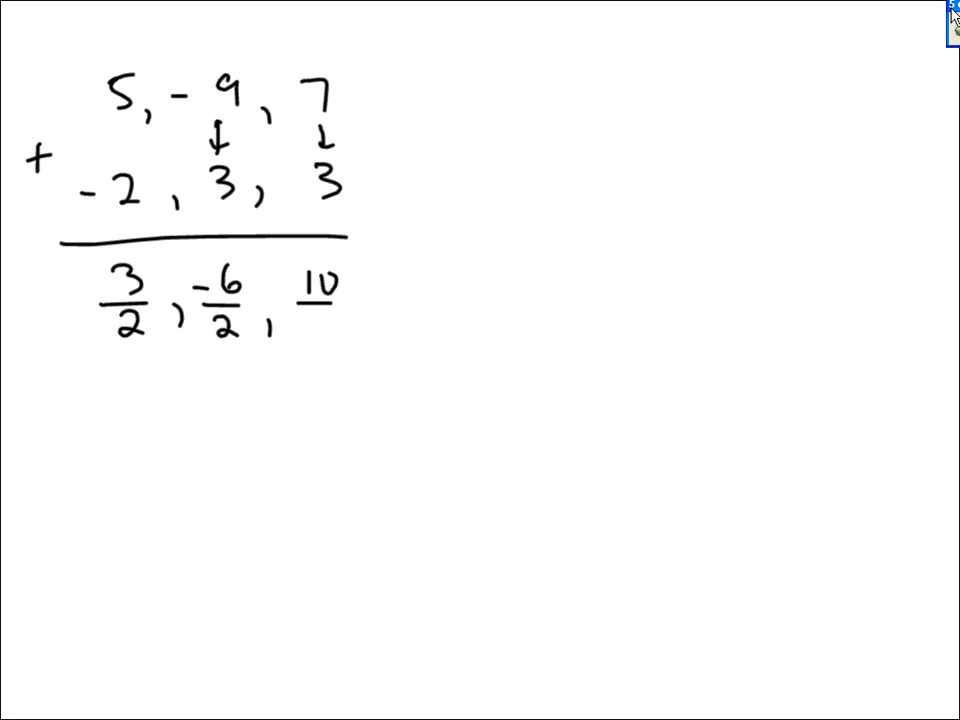 5, - 9, 7
+
- 2, 3, 3
3/2, -6/2, 10/